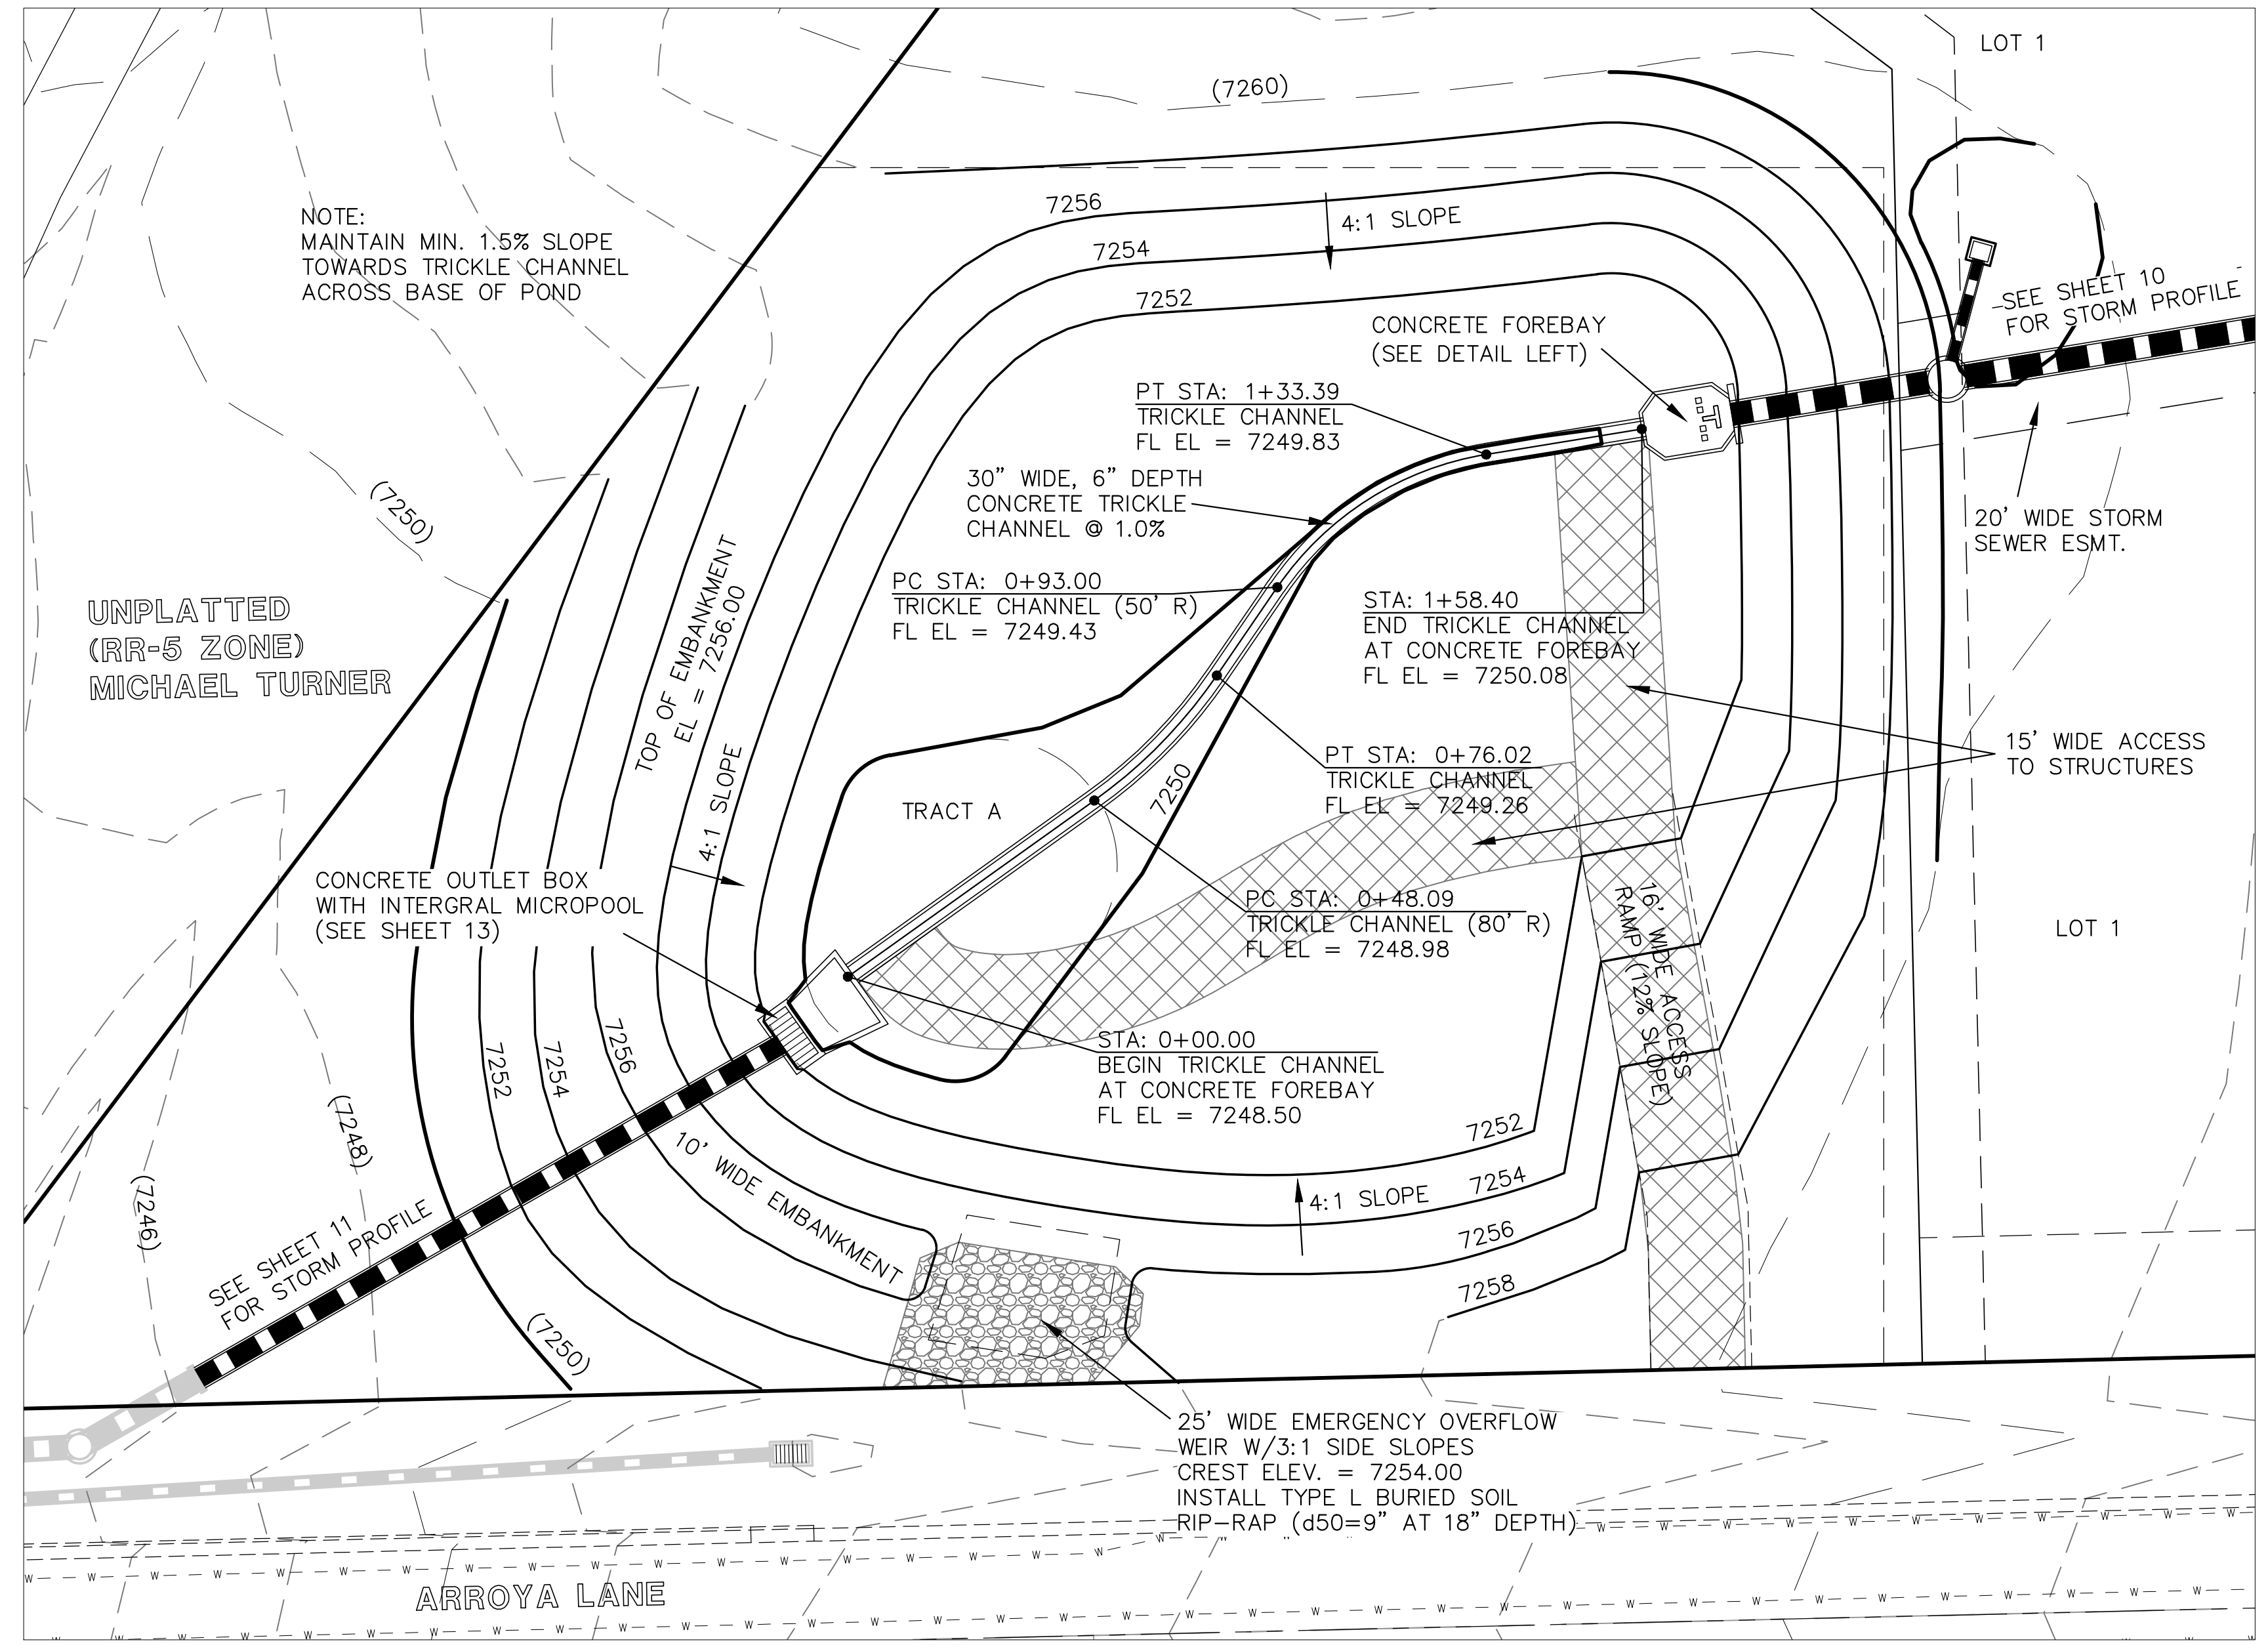 LOT 1
(7260)
NOTE:
MAINTAIN MIN. 1.5% SLOPE
TOWARDS TRICKLE CHANNEL
ACROSS BASE OF POND
7256
4:1 SLOPE
7254
7252
SEE SHEET 10
FOR STORM PROFILE
CONCRETE FOREBAY
(SEE DETAIL LEFT)
PT STA: 1+33.39
TRICKLE CHANNEL
FL EL = 7249.83
30" WIDE, 6" DEPTH
CONCRETE TRICKLE
CHANNEL @ 1.0%
(7250)
20' WIDE STORM
SEWER ESMT.
PC STA: 0+93.00
TRICKLE CHANNEL (50' R)
FL EL = 7249.43
STA: 1+58.40
END TRICKLE CHANNEL
AT CONCRETE FOREBAY
FL EL = 7250.08
UNPLATTED
(RR-5 ZONE)
MICHAEL TURNER
TOP OF EMBANKMENT
EL = 7256.00
15' WIDE ACCESS
TO STRUCTURES
PT STA: 0+76.02
TRICKLE CHANNEL
FL EL = 7249.26
7250
4:1 SLOPE
TRACT A
CONCRETE OUTLET BOX
WITH INTERGRAL MICROPOOL
(SEE SHEET 13)
PC STA: 0+48.09
TRICKLE CHANNEL (80' R)
FL EL = 7248.98
16' WIDE ACCESS
RAMP (12% SLOPE)
LOT 1
STA: 0+00.00
BEGIN TRICKLE CHANNEL
AT CONCRETE FOREBAY
FL EL = 7248.50
7252
7254
7256
(7248)
(7246)
10' WIDE EMBANKMENT
7252
4:1 SLOPE
7254
7256
7258
SEE SHEET 11
FOR STORM PROFILE
(7250)
25' WIDE EMERGENCY OVERFLOW
WEIR W/3:1 SIDE SLOPES
CREST ELEV. = 7254.00
INSTALL TYPE L BURIED SOIL
RIP-RAP (d50=9" AT 18" DEPTH)
W W W W W W W W W W W
W W W W W W W W W W W W W W W W W W
ARROYA LANE
W W W W W W W W W W W W W W W W W W W W W W W W W W W W W W W W W W W W